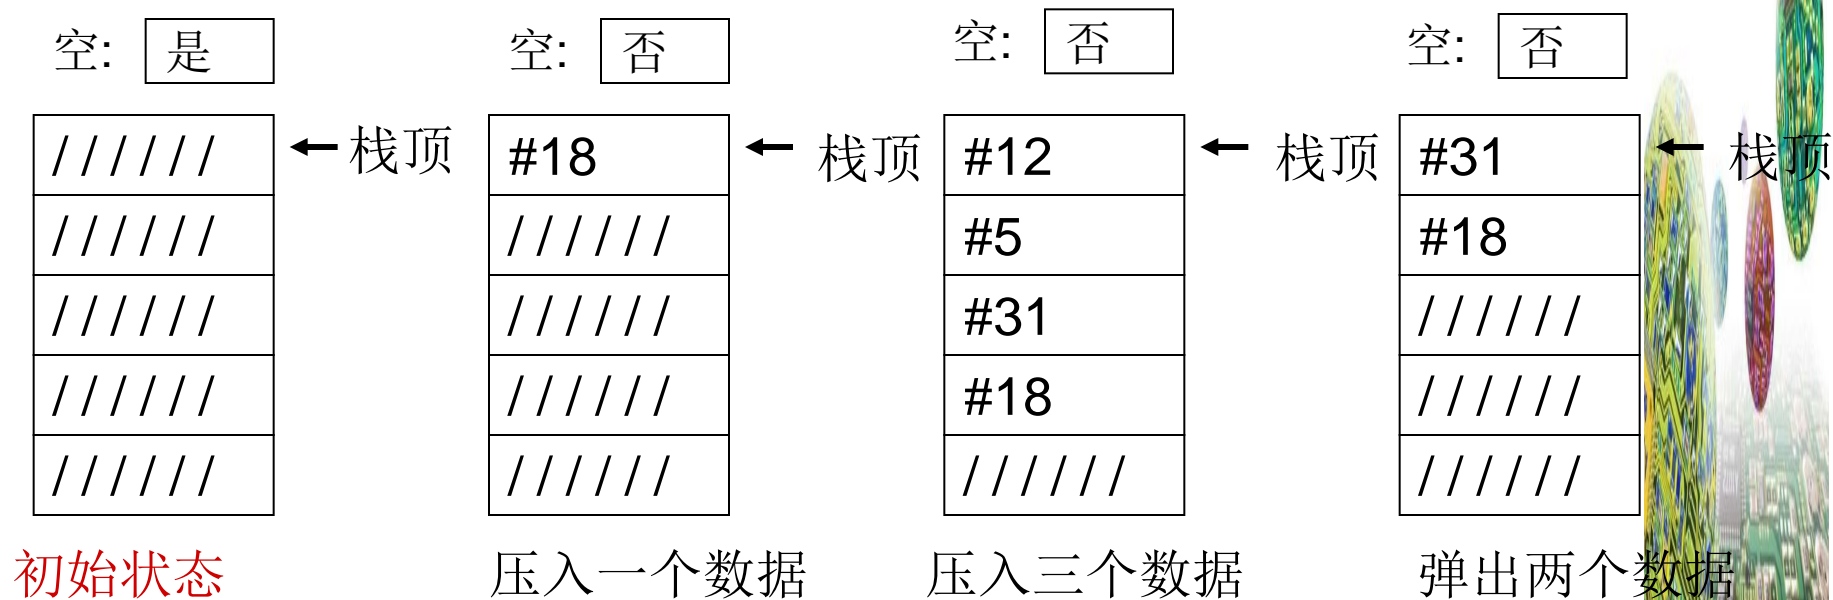 空: 是 空: 否 空: 否 空: 否
////// ←栈顶 #18 ←栈顶 #12 ←栈顶 #31 ←栈顶
////// ////// #5 #18
////// ////// #31 //////
////// ////// #18 //////
////// ////// ////// //////
初始状态 压入一个数据 压入三个数据 弹出两个数据